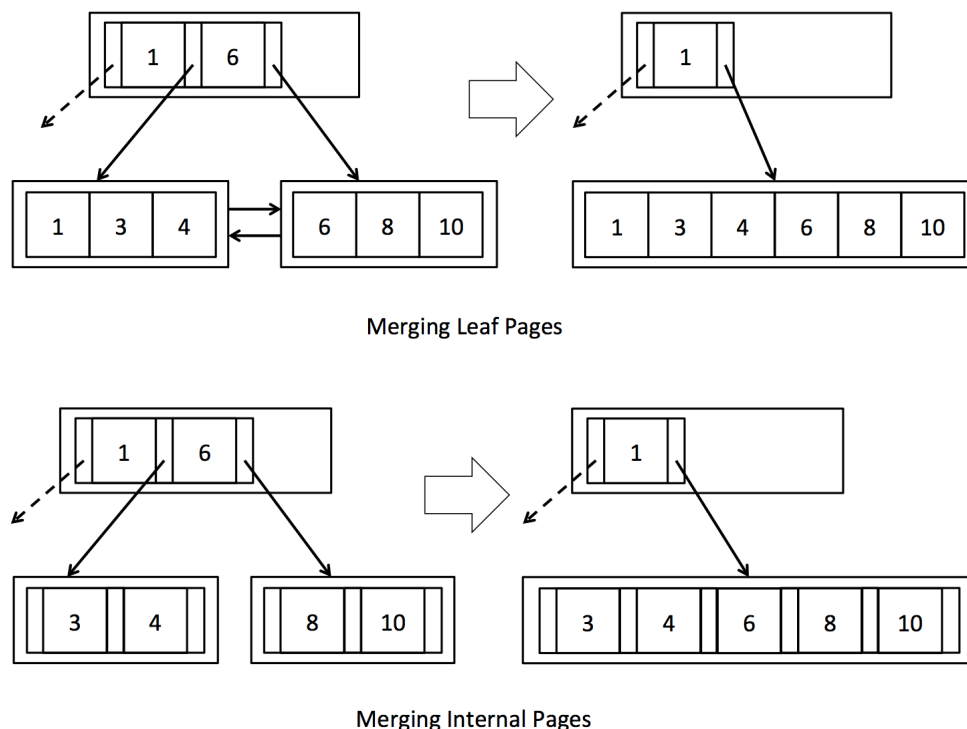 1 6 1
1 3 4 6 8 10 1 3 4 6 8 10
Merging Leaf Pages
1 6 1
3 4 8 10 3 4 6 8 10
Merging Internal Pages